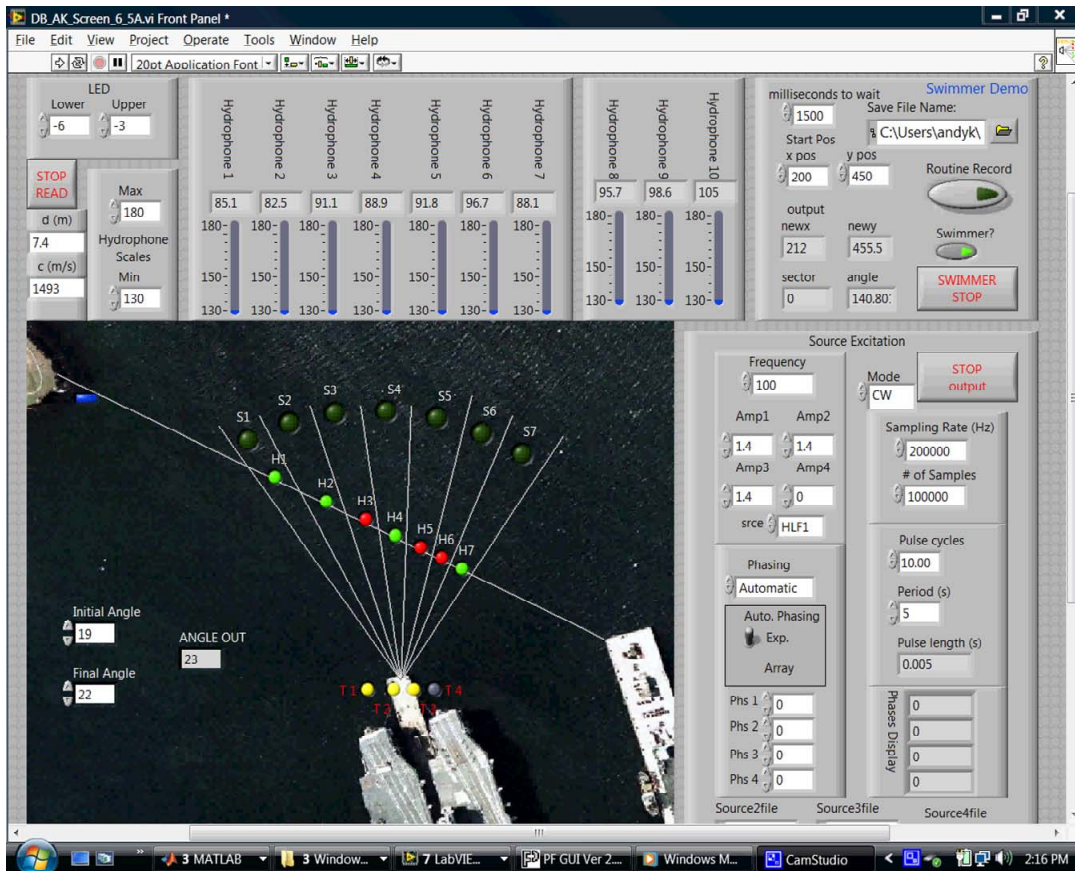 DB_AK_Screen_6_5A.vi Front Panel *
File Edit View Project Operate Tools Window Help
20pt Application Font
LED
Lower Upper
-6 -3
STOP READ
d (m)
7.4
c (m/s)
1493
Max
180
Hydrophone Scales
Min
130
Hydrophone 1 Hydrophone 2 Hydrophone 3 Hydrophone 4 Hydrophone 5 Hydrophone 6 Hydrophone 7
85.1 82.5 91.1 88.9 91.8 96.7 88.1
180- 180- 180- 180- 180- 180- 180-
150- 150- 150- 150- 150- 150- 150-
130- 130- 130- 130- 130- 130- 130-
Hydrophone 8 Hydrophone 9 Hydrophone 10
95.7 98.6 105
180- 180- 180-
150- 150- 150-
130- 130- 130-
Swimmer Demo
milliseconds to wait
1500
Save File Name:
C:\Users\andyk\
Start Pos
x pos y pos
200 450
Routine Record
output
newx newy
212 455.5
Swimmer?
sector angle
0 140.80
SWIMMER STOP
S1 S2 S3 S4 S5 S6 S7
H1 H2 H3 H4 H5 H6 H7
Initial Angle
19
ANGLE OUT
23
Final Angle
22
T1 T2 T3 T4
Source Excitation
Frequency
100
Mode
CW
STOP output
Amp1 Amp2
1.4 1.4
Amp3 Amp4
1.4 0
srce HLF1
Sampling Rate (Hz)
200000
# of Samples
100000
Phasing
Automatic
Auto. Phasing
Exp.
Array
Pulse cycles
10.00
Period (s)
5
Pulse length (s)
0.005
Phs 1 0
Phs 2 0
Phs 3 0
Phs 4 0
Phases Display
0
0
0
0
Source2file Source3file Source4file
3 MATLAB 3 Window... 7 LabVIE... PF GUI Ver 2.... Windows M... CamStudio 2:16 PM